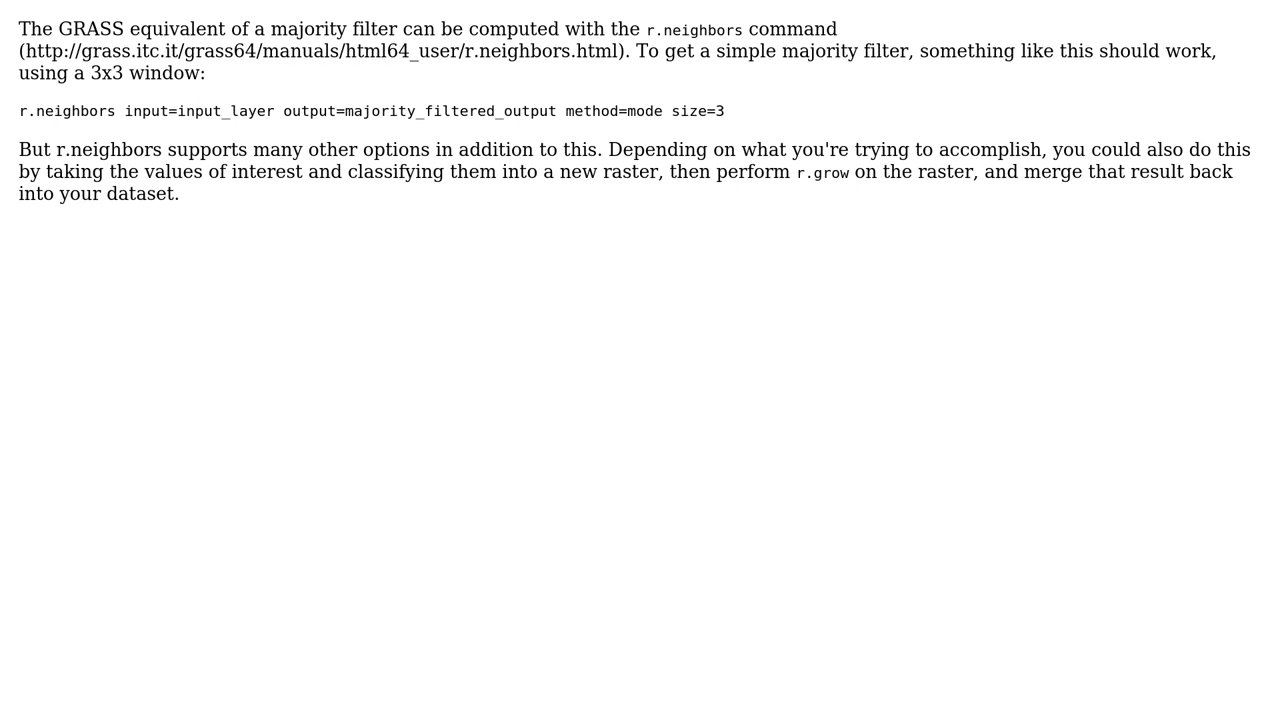 The GRASS equivalent of a majority filter can be computed with the r.neighbors command
(http://grass.itc.it/grass64/manuals/html64_user/r.neighbors.html). To get a simple majority filter, something like this should work,
using a 3x3 window:
r.neighbors input=input_layer output=majority_filtered_output method=mode size=3
But r.neighbors supports many other options in addition to this. Depending on what you're trying to accomplish, you could also do this
by taking the values of interest and classifying them into a new raster, then perform r.grow on the raster, and merge that result back
into your dataset.